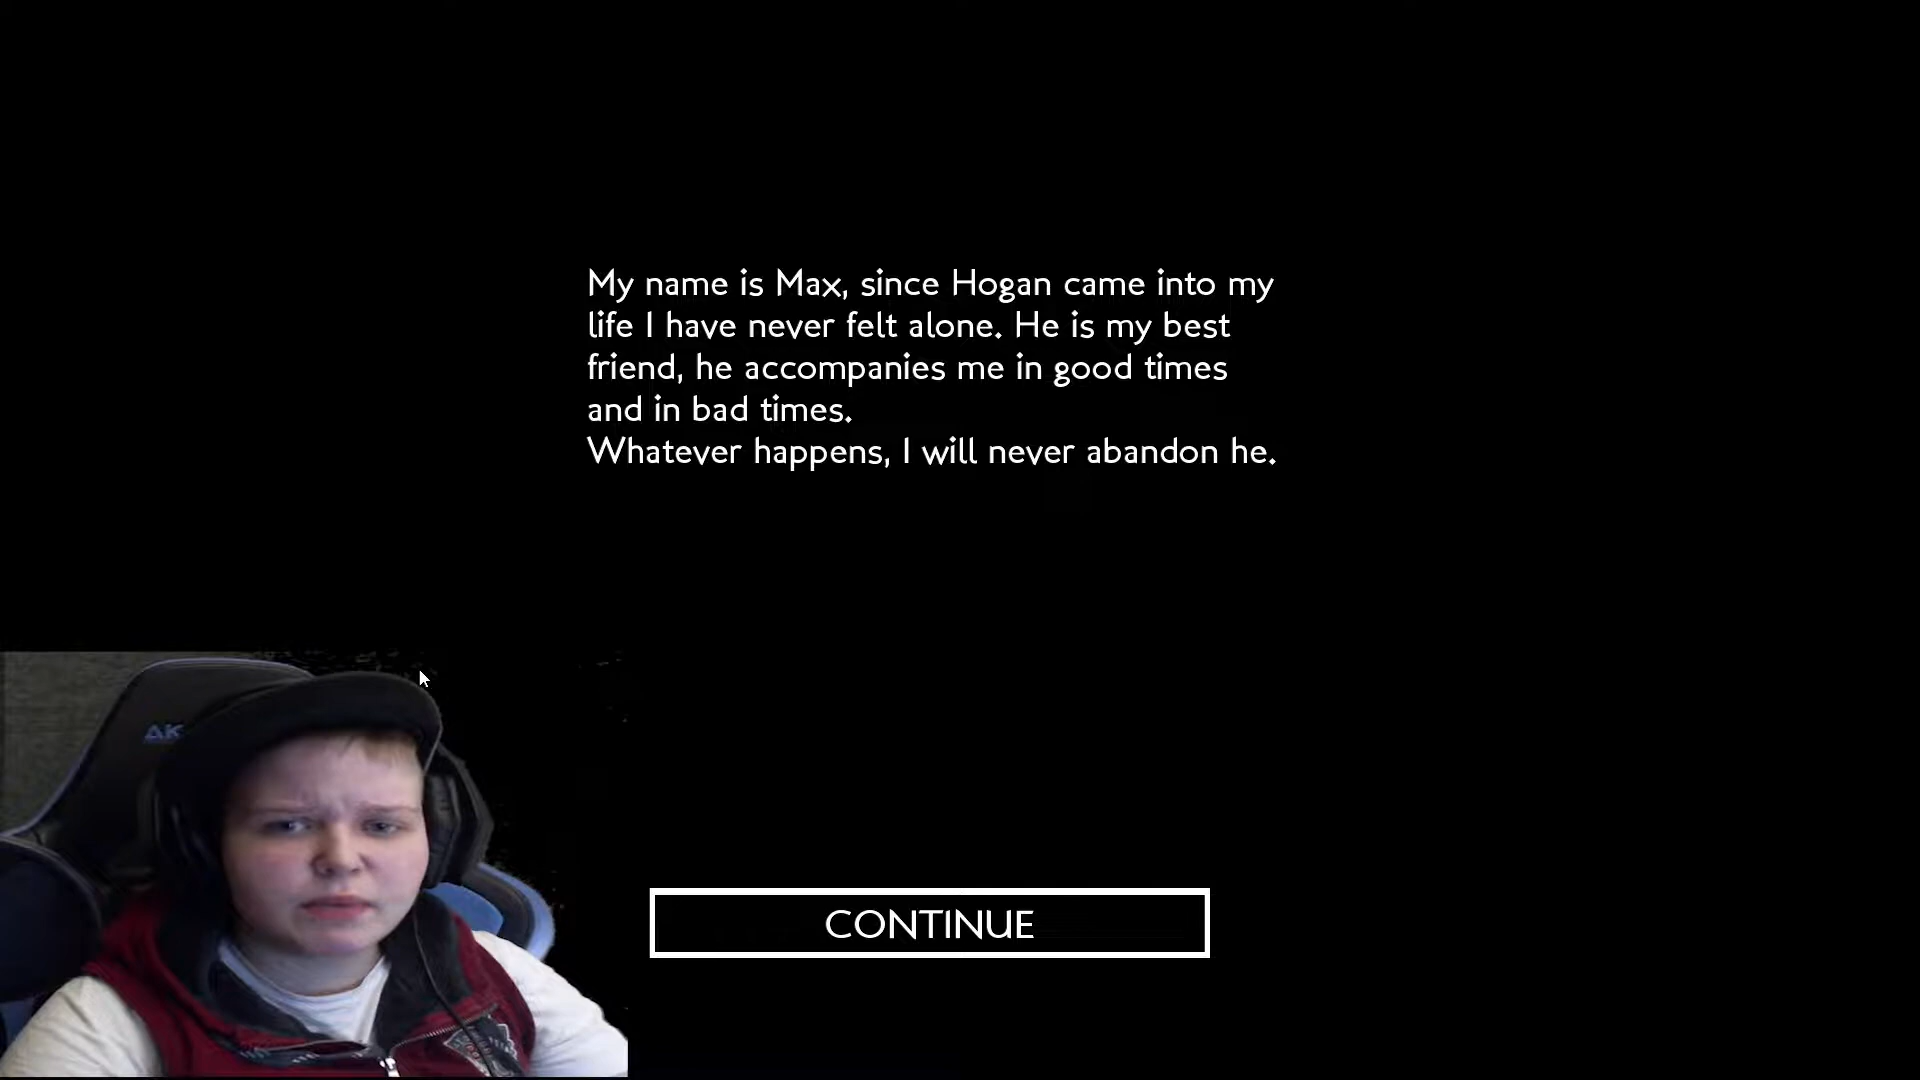 My name is Max, since Hogan came into my
life I have never felt alone. He is my best
friend, he accompanies me in good times
and in bad times.
Whatever happens, I will never abandon he.
AK
CONTINUE